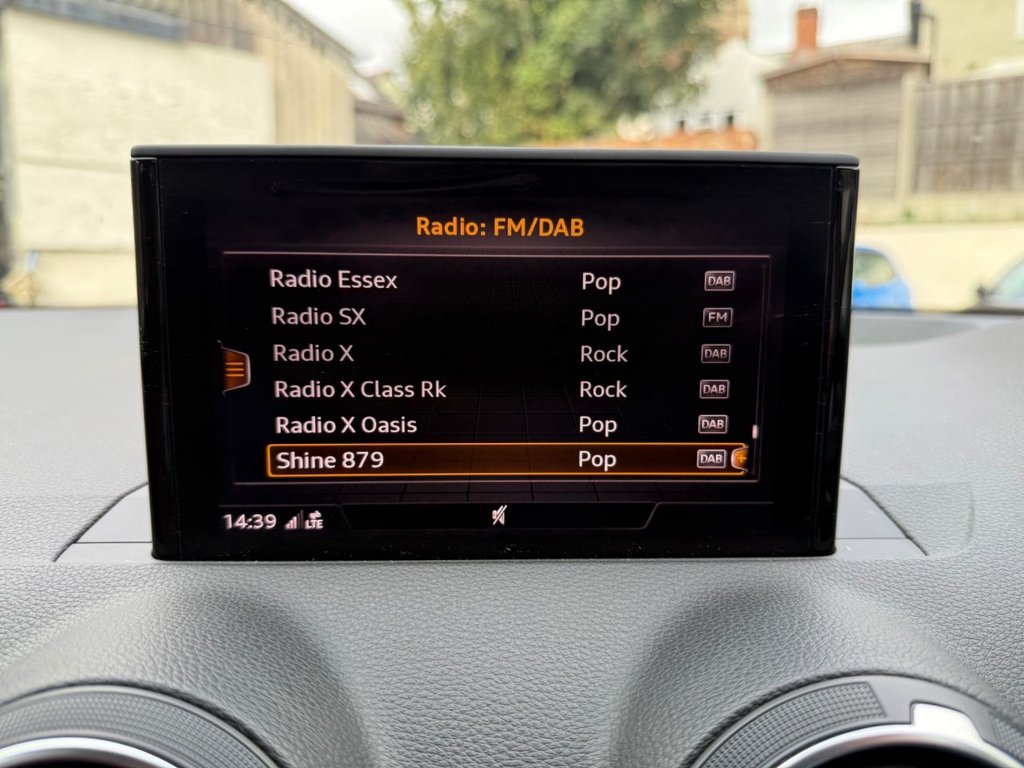 Radio: FM/DAB
Radio Essex Pop DAB
Radio SX Pop FM
Radio X Rock DAB
Radio X Class Rk Rock DAB
Radio X Oasis Pop DAB
Shine 879 Pop DAB
14:39 LTE